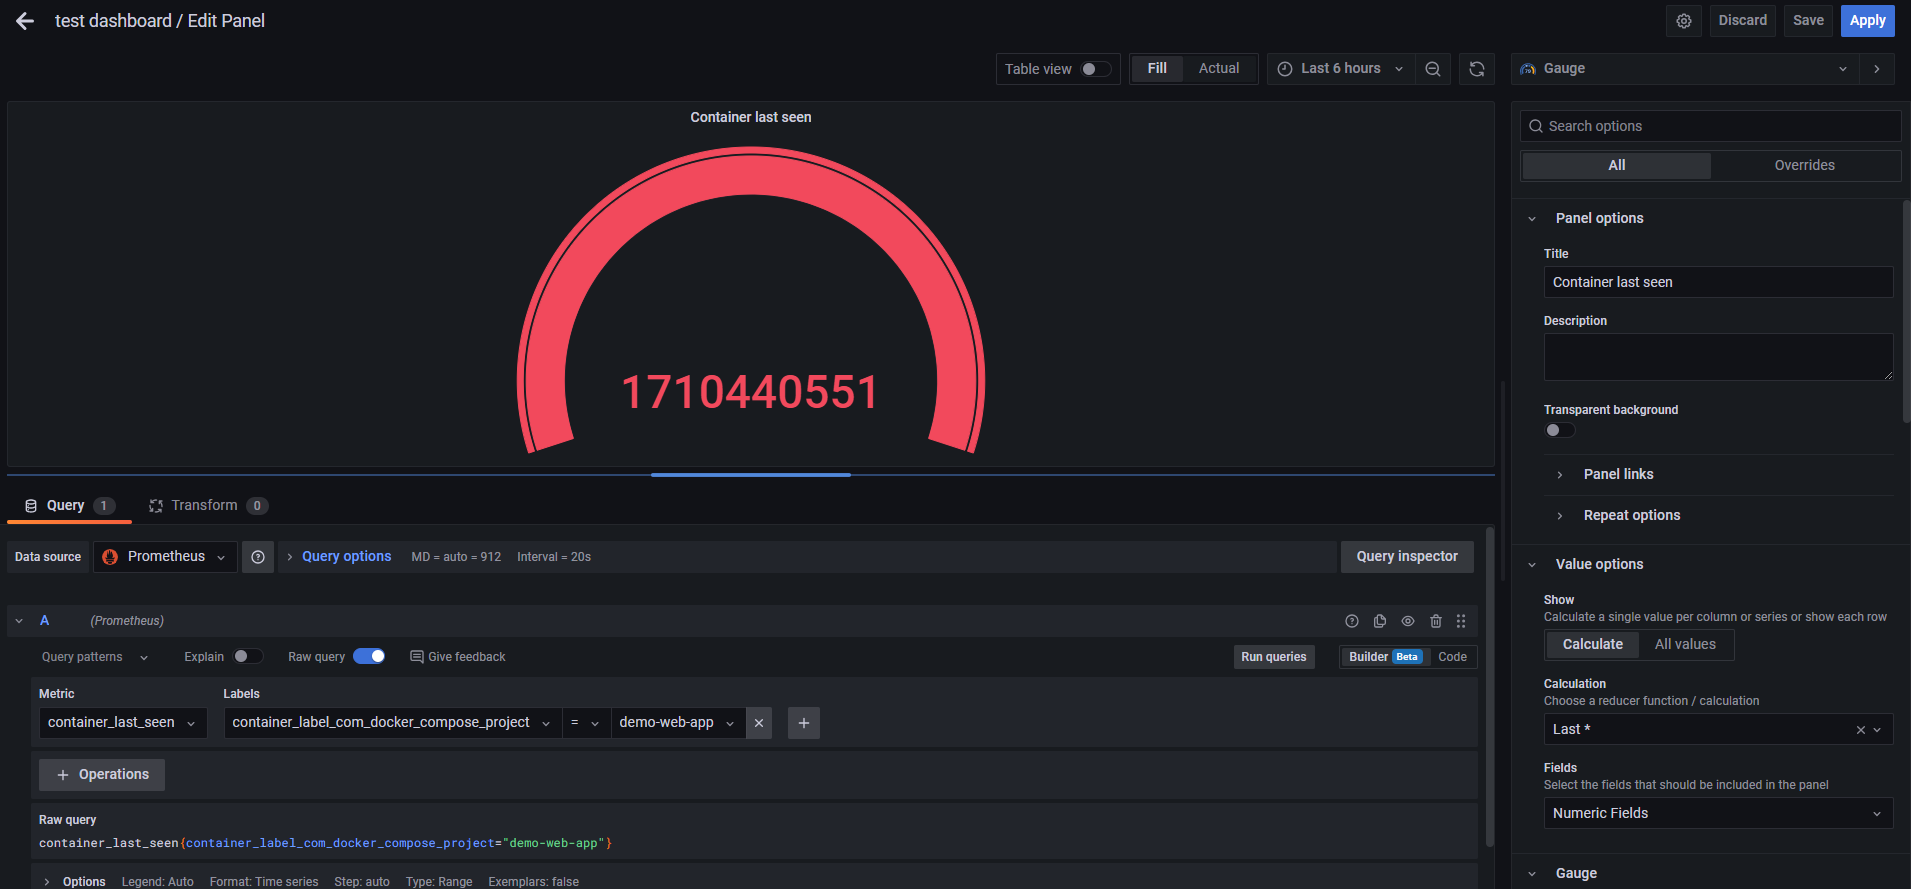 test dashboard / Edit Panel
Discard
Save
Apply
Table view
Fill
Actual
Last 6 hours
Gauge
Container last seen
1710440551
Search options
All
Overrides
Panel options
Title
Container last seen
Description
Transparent background
Panel links
Repeat options
Value options
Show
Calculate a single value per column or series or show each row
Calculate
All values
Calculation
Choose a reducer function / calculation
Last *
Fields
Select the fields that should be included in the panel
Numeric Fields
Gauge
Query 1
Transform 0
Data source
Prometheus
Query options
MD = auto = 912
Interval = 20s
Query inspector
A
(Prometheus)
Query patterns
Explain
Raw query
Give feedback
Run queries
Builder Beta
Code
Metric
Labels
container_last_seen
container_label_com_docker_compose_project
=
demo-web-app
+ Operations
Raw query
container_last_seen{container_label_com_docker_compose_project="demo-web-app"}
Options
Legend: Auto
Format: Time series
Step: auto
Type: Range
Exemplars: false